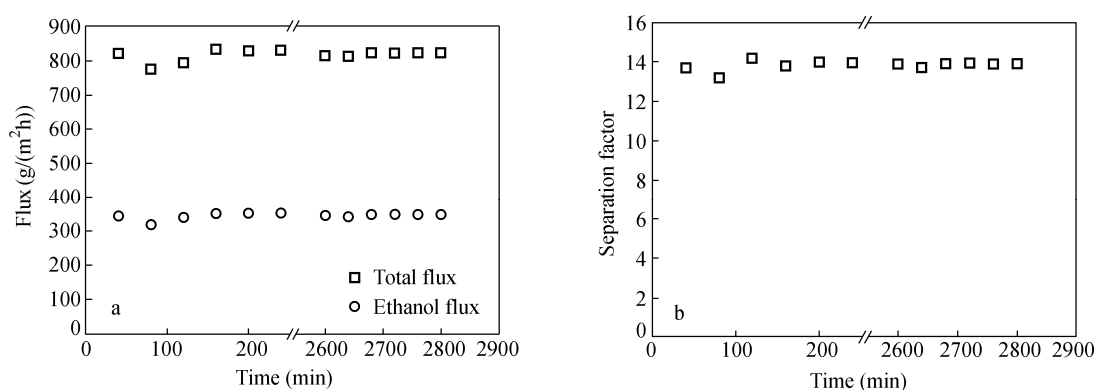 900
800
700
600
500
400
300
200
100
0
Flux (g/(m²h))
Total flux
Ethanol flux
a
0 100 200 2600 2700 2800 2900
Time (min)
16
14
12
10
8
6
4
2
0
Separation factor
b
0 100 200 2600 2700 2800 2900
Time (min)